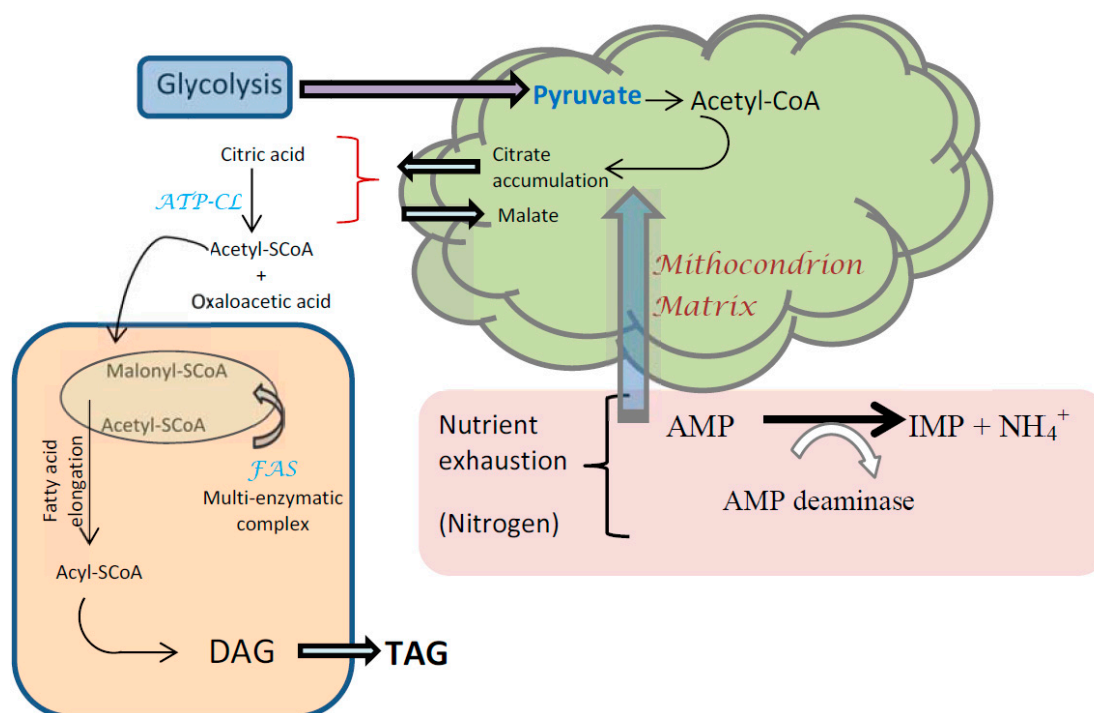 Glycolysis
Pyruvate
Acetyl-CoA
Citric acid
Citrate
accumulation
ATP-CL
Malate
Acetyl-SCoA
+
Oxaloacetic acid
Mithocondrion
Matrix
Malonyl-SCoA
Acetyl-SCoA
Fatty acid
elongation
FAS
Multi-enzymatic
complex
Acyl-SCoA
DAG
TAG
Nutrient
exhaustion
(Nitrogen)
AMP
IMP + NH₄⁺
AMP deaminase